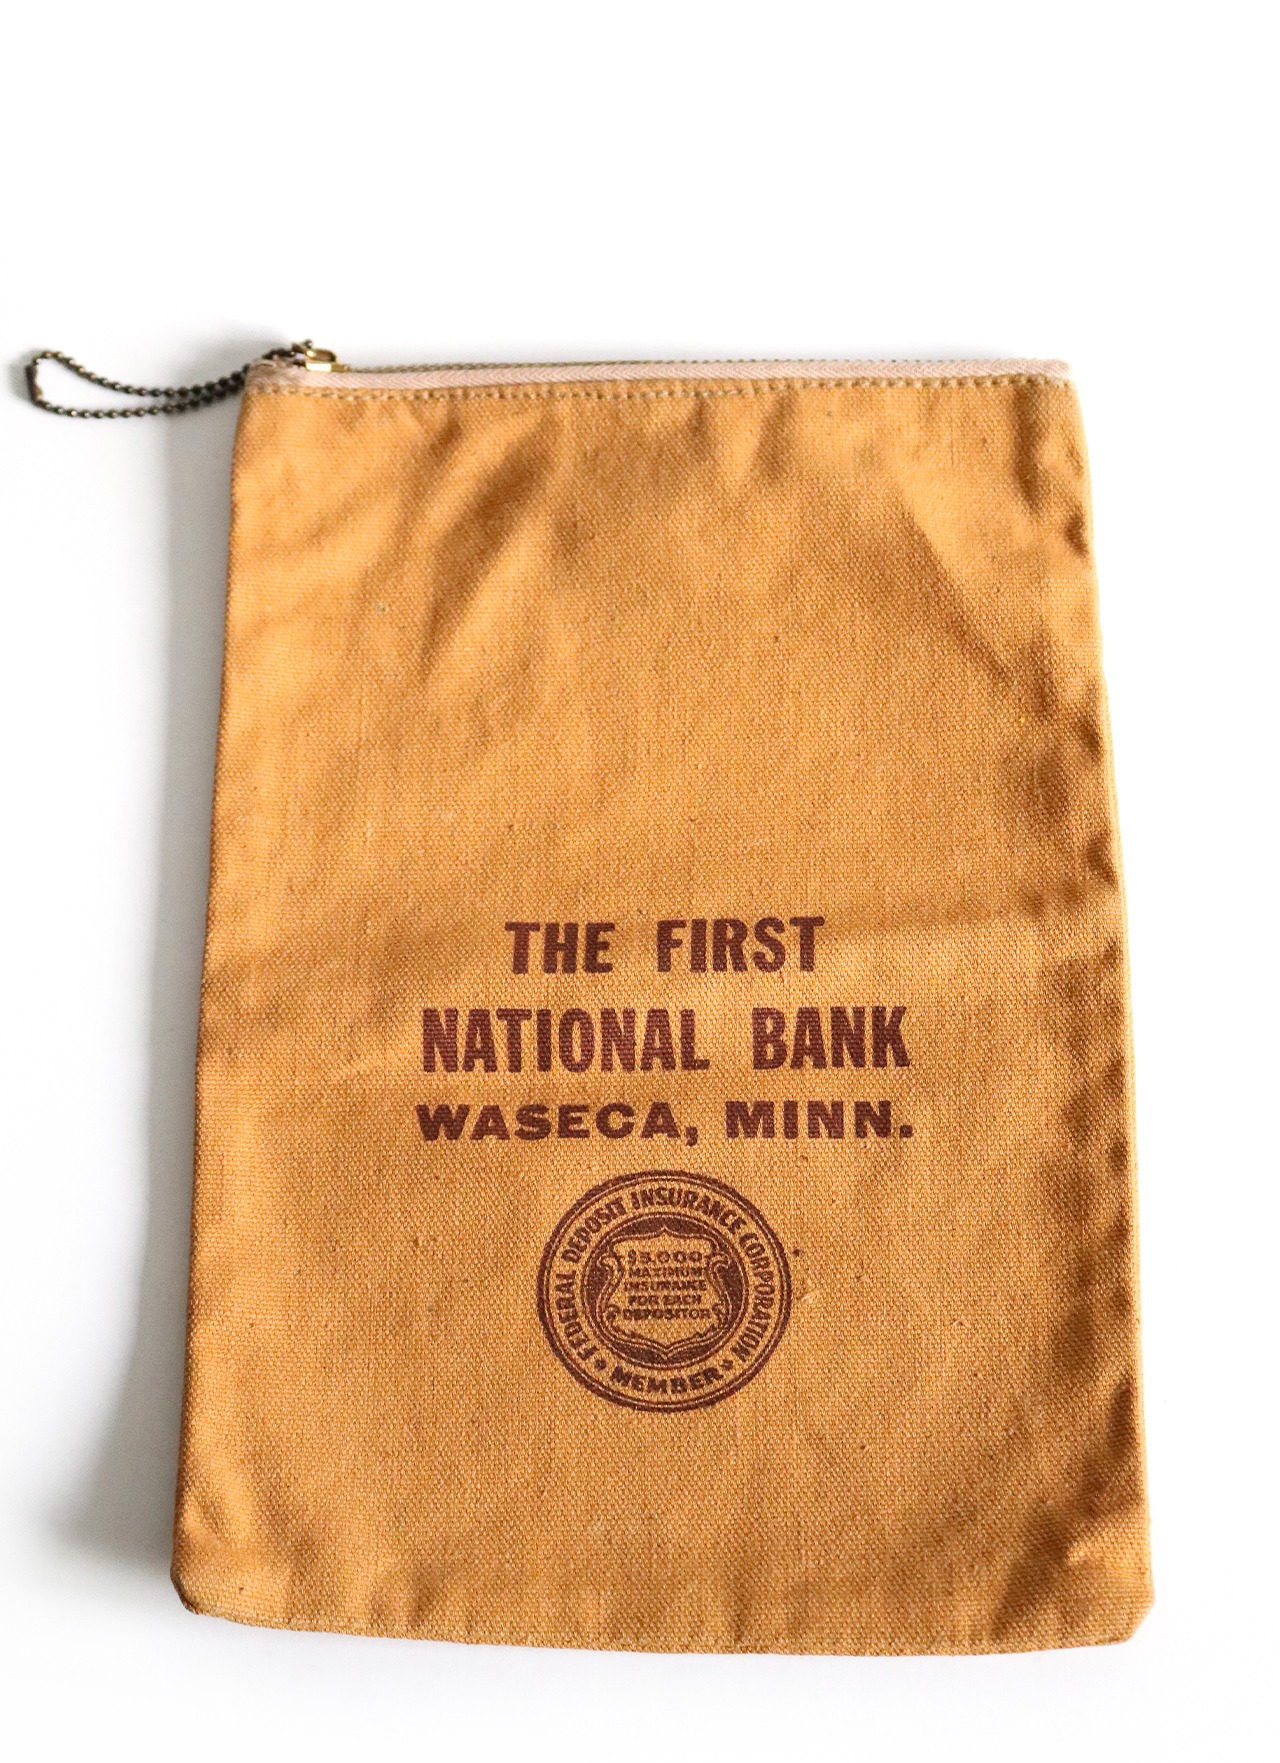 THE FIRST
NATIONAL BANK
WASECA, MINN.
FEDERAL DEPOSIT INSURANCE CORPORATION
$5,000
MAXIMUM
INSURANCE
FOR EACH
DEPOSITOR
MEMBER